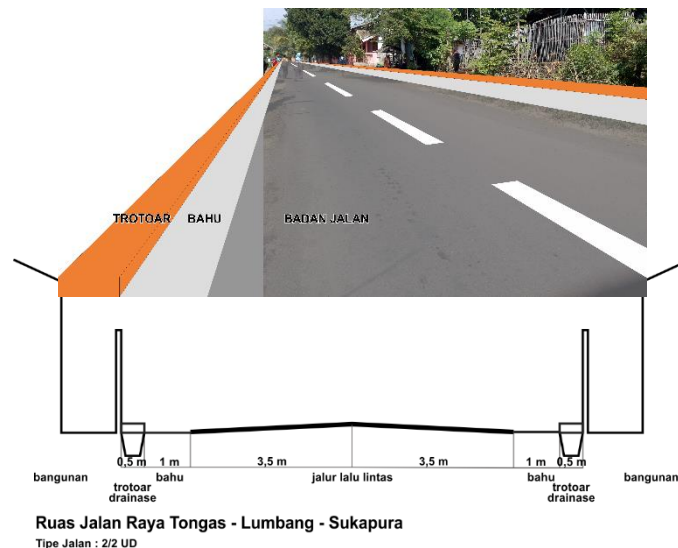 TROTOAR BAHU BADAN JALAN
0,5 m 1 m 3,5 m 3,5 m 1 m 0,5 m
bangunan trotoar drainase bahu jalur lalu lintas bahu trotoar drainase bangunan
Ruas Jalan Raya Tongas - Lumbang - Sukapura
Tipe Jalan : 2/2 UD